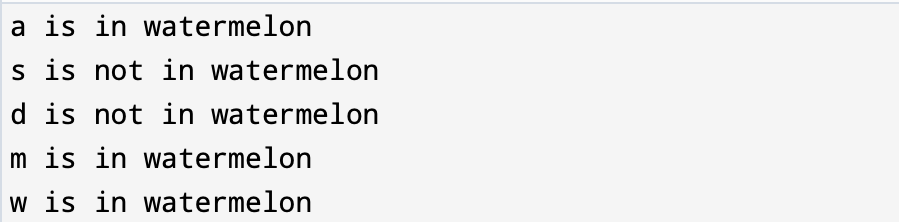 a is in watermelon
s is not in watermelon
d is not in watermelon
m is in watermelon
w is in watermelon